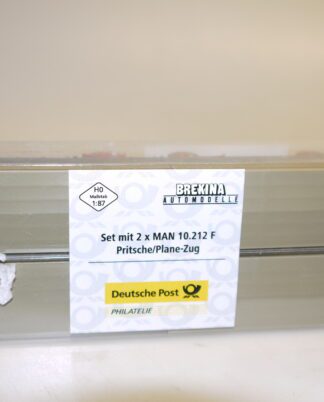 H0
Maßstab
1:87
BREKINA
AUTOMODELLE
Set mit 2 x MAN 10.212 F
Pritsche/Plane-Zug
Deutsche Post
PHILATELIE